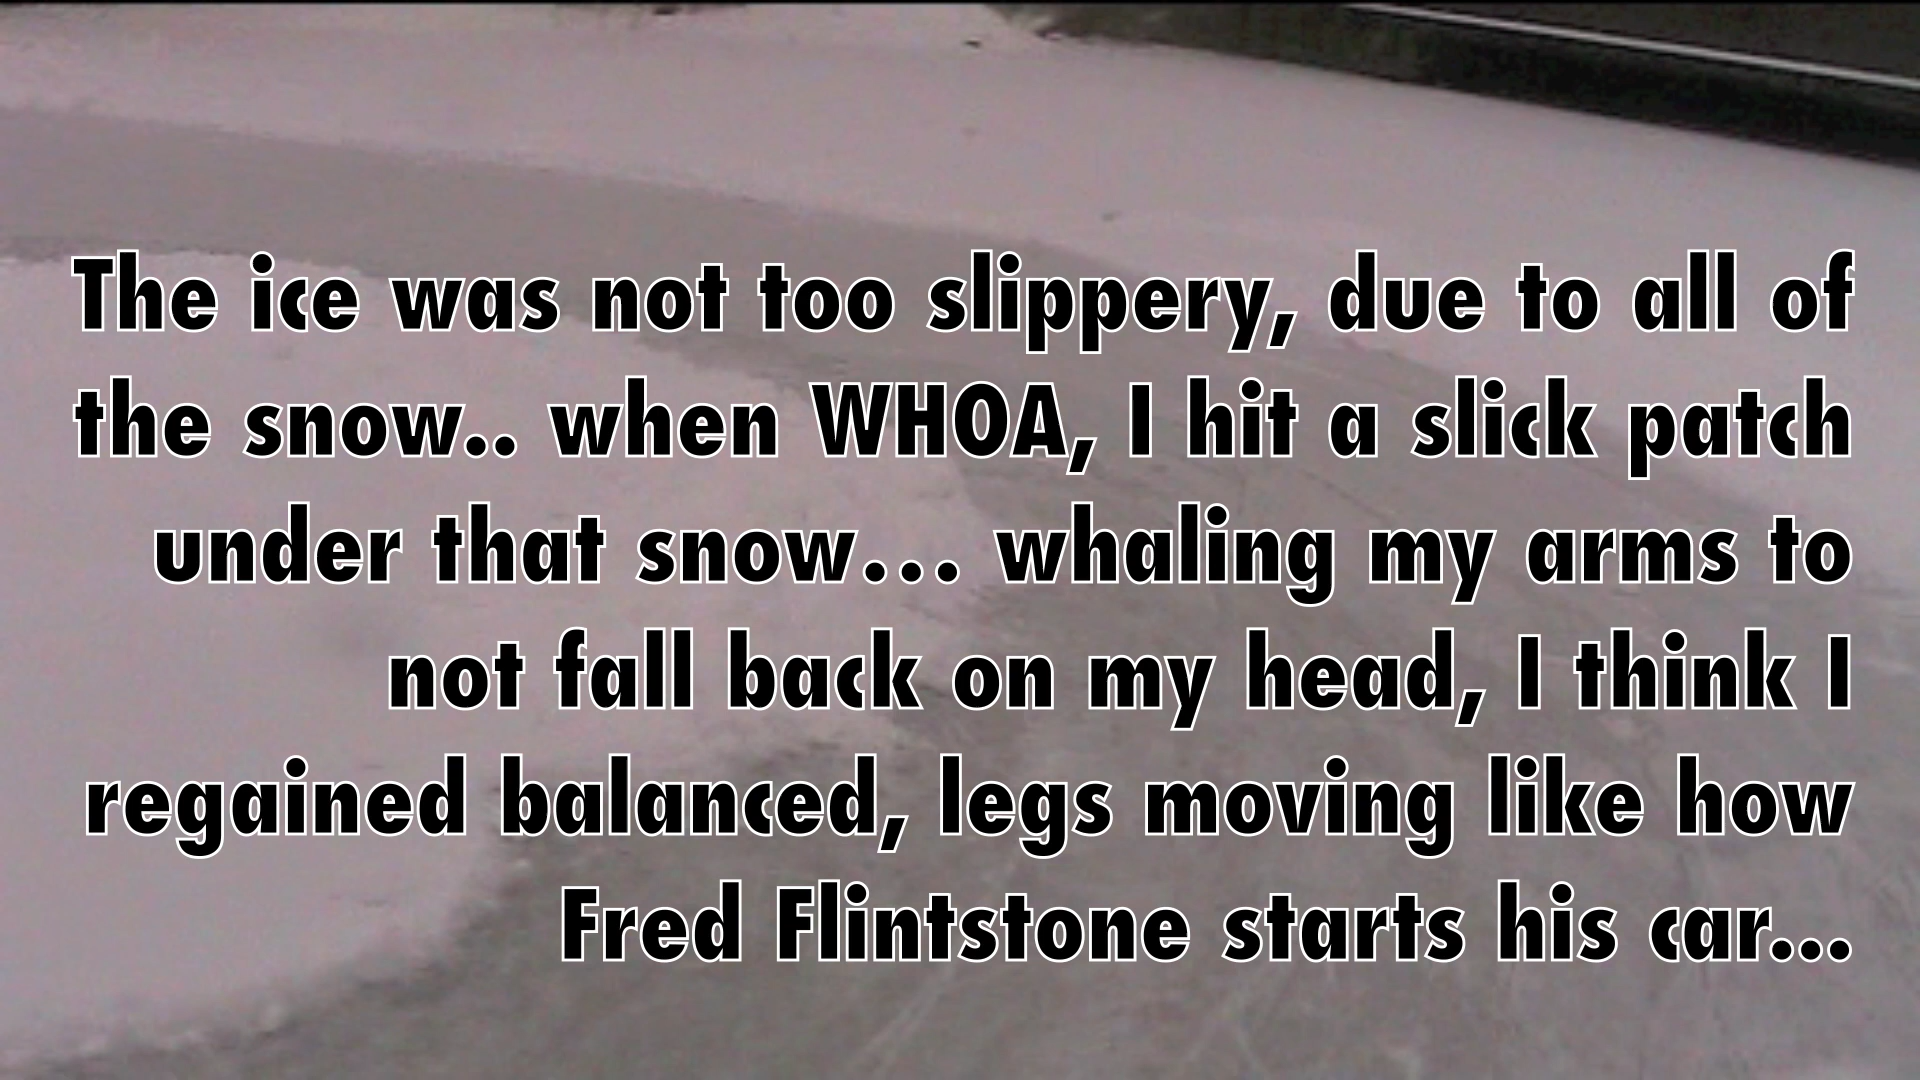 The ice was not too slippery, due to all of
the snow.. when WHOA, I hit a slick patch
under that snow... whaling my arms to
not fall back on my head, I think I
regained balanced, legs moving like how
Fred Flintstone starts his car...